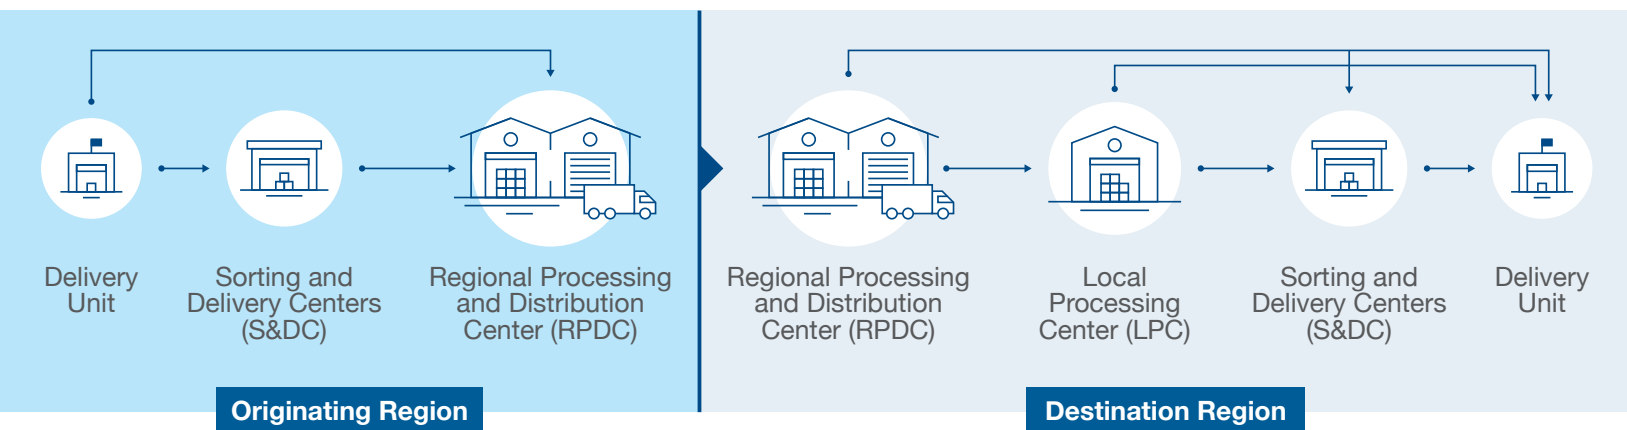 Delivery
Unit
Sorting and
Delivery Centers
(S&DC)
Regional Processing
and Distribution
Center (RPDC)
Regional Processing
and Distribution
Center (RPDC)
Local
Processing
Center (LPC)
Sorting and
Delivery Centers
(S&DC)
Delivery
Unit
Originating Region
Destination Region